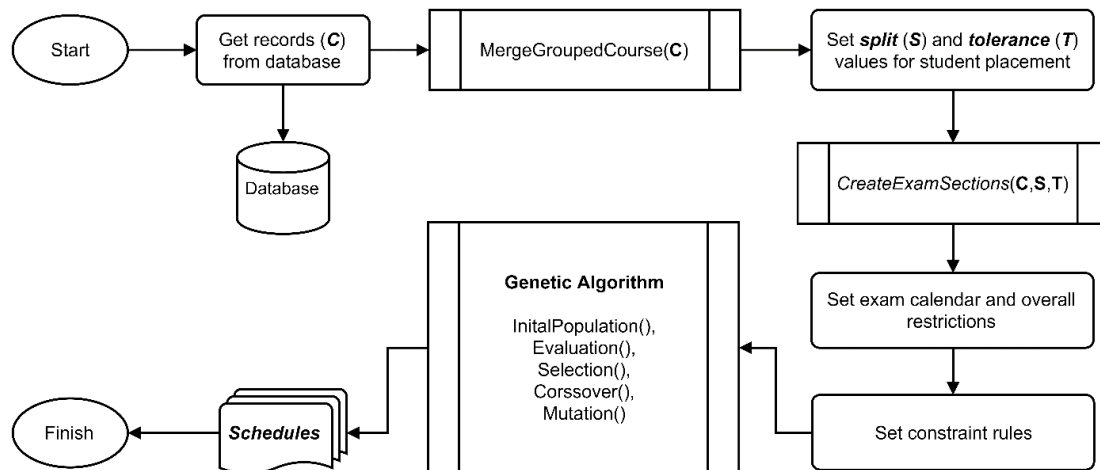 Start
Get records (C)
from database
MergeGroupedCourse(C)
Set split (S) and tolerance (T)
values for student placement
Database
CreateExamSections(C,S,T)
Set exam calendar and overall
restrictions
Set constraint rules
Genetic Algorithm
InitalPopulation(),
Evaluation(),
Selection(),
Corssover(),
Mutation()
Schedules
Finish